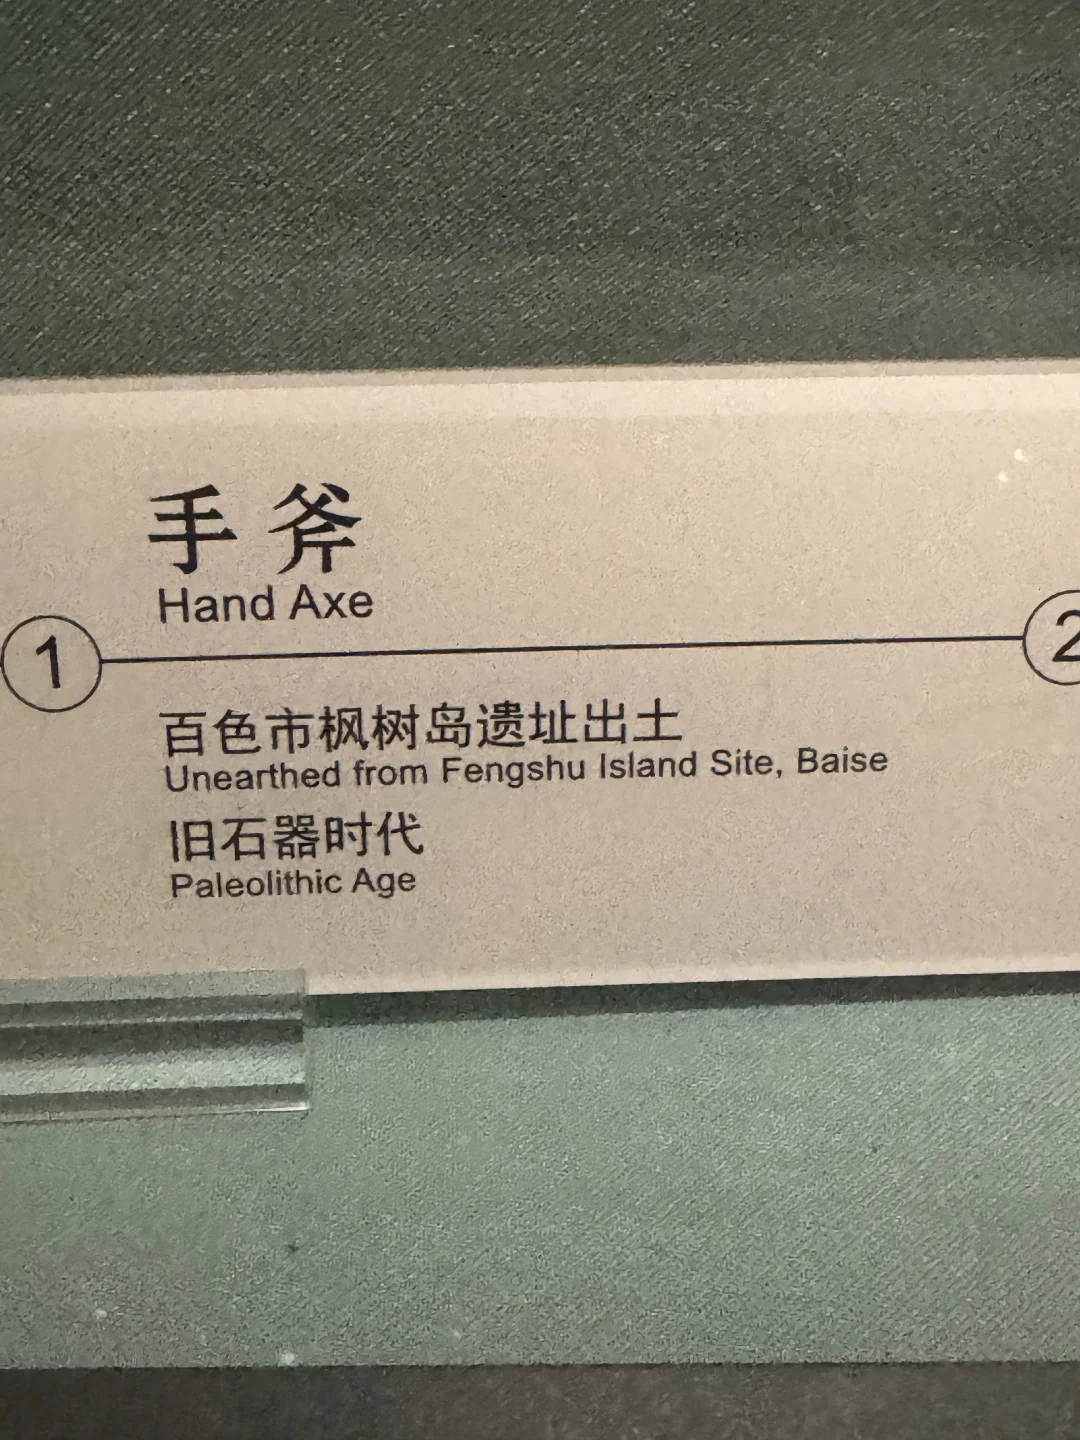 手斧
Hand Axe
1
2
百色市枫树岛遗址出土
Unearthed from Fengshu Island Site, Baise
旧石器时代
Paleolithic Age